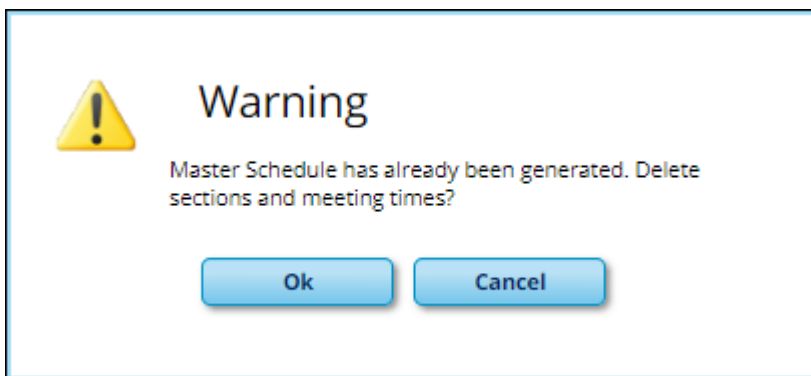 Warning
Master Schedule has already been generated. Delete
sections and meeting times?
Ok
Cancel